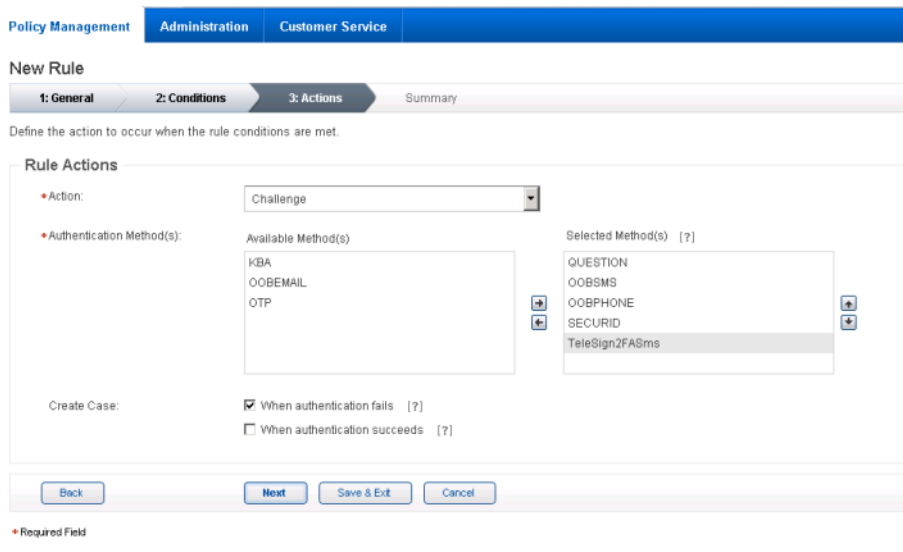 Policy Management Administration Customer Service
New Rule
1: General 2: Conditions 3: Actions Summary
Define the action to occur when the rule conditions are met.
Rule Actions
*Action: Challenge
*Authentication Method(s): Available Method(s) Selected Method(s) [?]
KBA QUESTION
OOBEMAIL OOBSMS
OTP OOBPHONE
SECURID
TeleSign2FASms
Create Case: When authentication fails [?]
When authentication succeeds [?]
Back Next Save & Exit Cancel
*Required Field